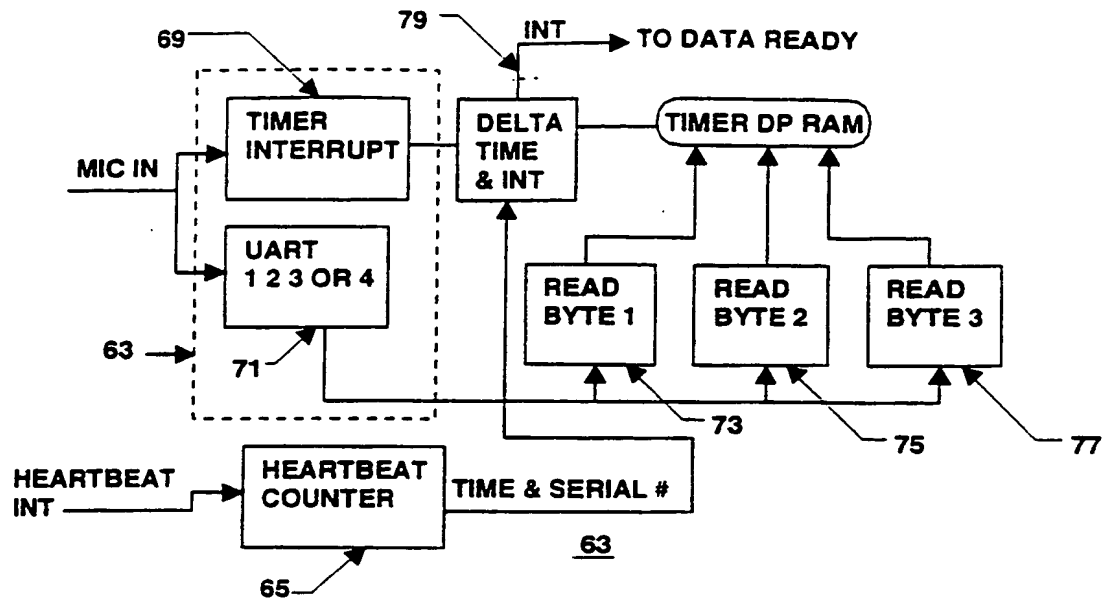 69
79
INT
TO DATA READY
TIMER
INTERRUPT
DELTA
TIME
& INT
TIMER DP RAM
MIC IN
UART
1 2 3 OR 4
READ
BYTE 1
READ
BYTE 2
READ
BYTE 3
63
71
73
75
77
HEARTBEAT
INT
HEARTBEAT
COUNTER
TIME & SERIAL #
63
65